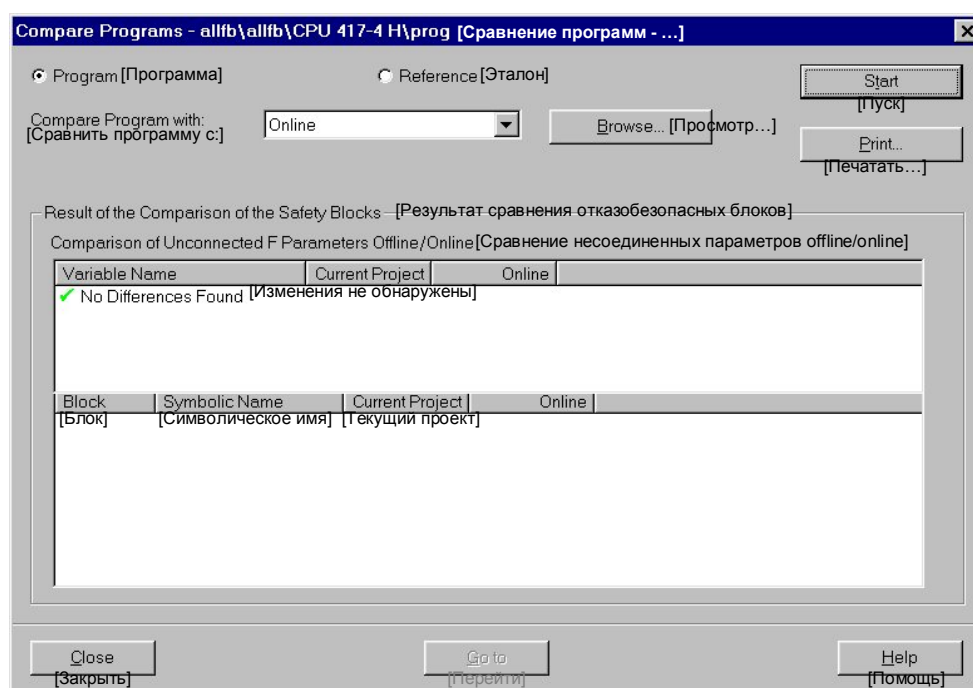 Compare Programs - allfb\allfb\CPU 417-4 H\prog [Сравнение программ - …]
Program [Программа]
Reference [Эталон]
Start
[Пуск]
Compare Program with:
[Сравнить программу с:]
Online
Browse... [Просмотр…]
Print...
[Печатать…]
Result of the Comparison of the Safety Blocks [Результат сравнения отказобезопасных блоков]
Comparison of Unconnected F Parameters Offline/Online [Сравнение несоединенных параметров offline/online]
Variable Name Current Project Online
No Differences Found [Изменения не обнаружены]
Block Symbolic Name Current Project Online
[Блок] [Символическое имя] [Текущий проект]
Close Go to Help
[Закрыть] [Перейти] [Помощь]